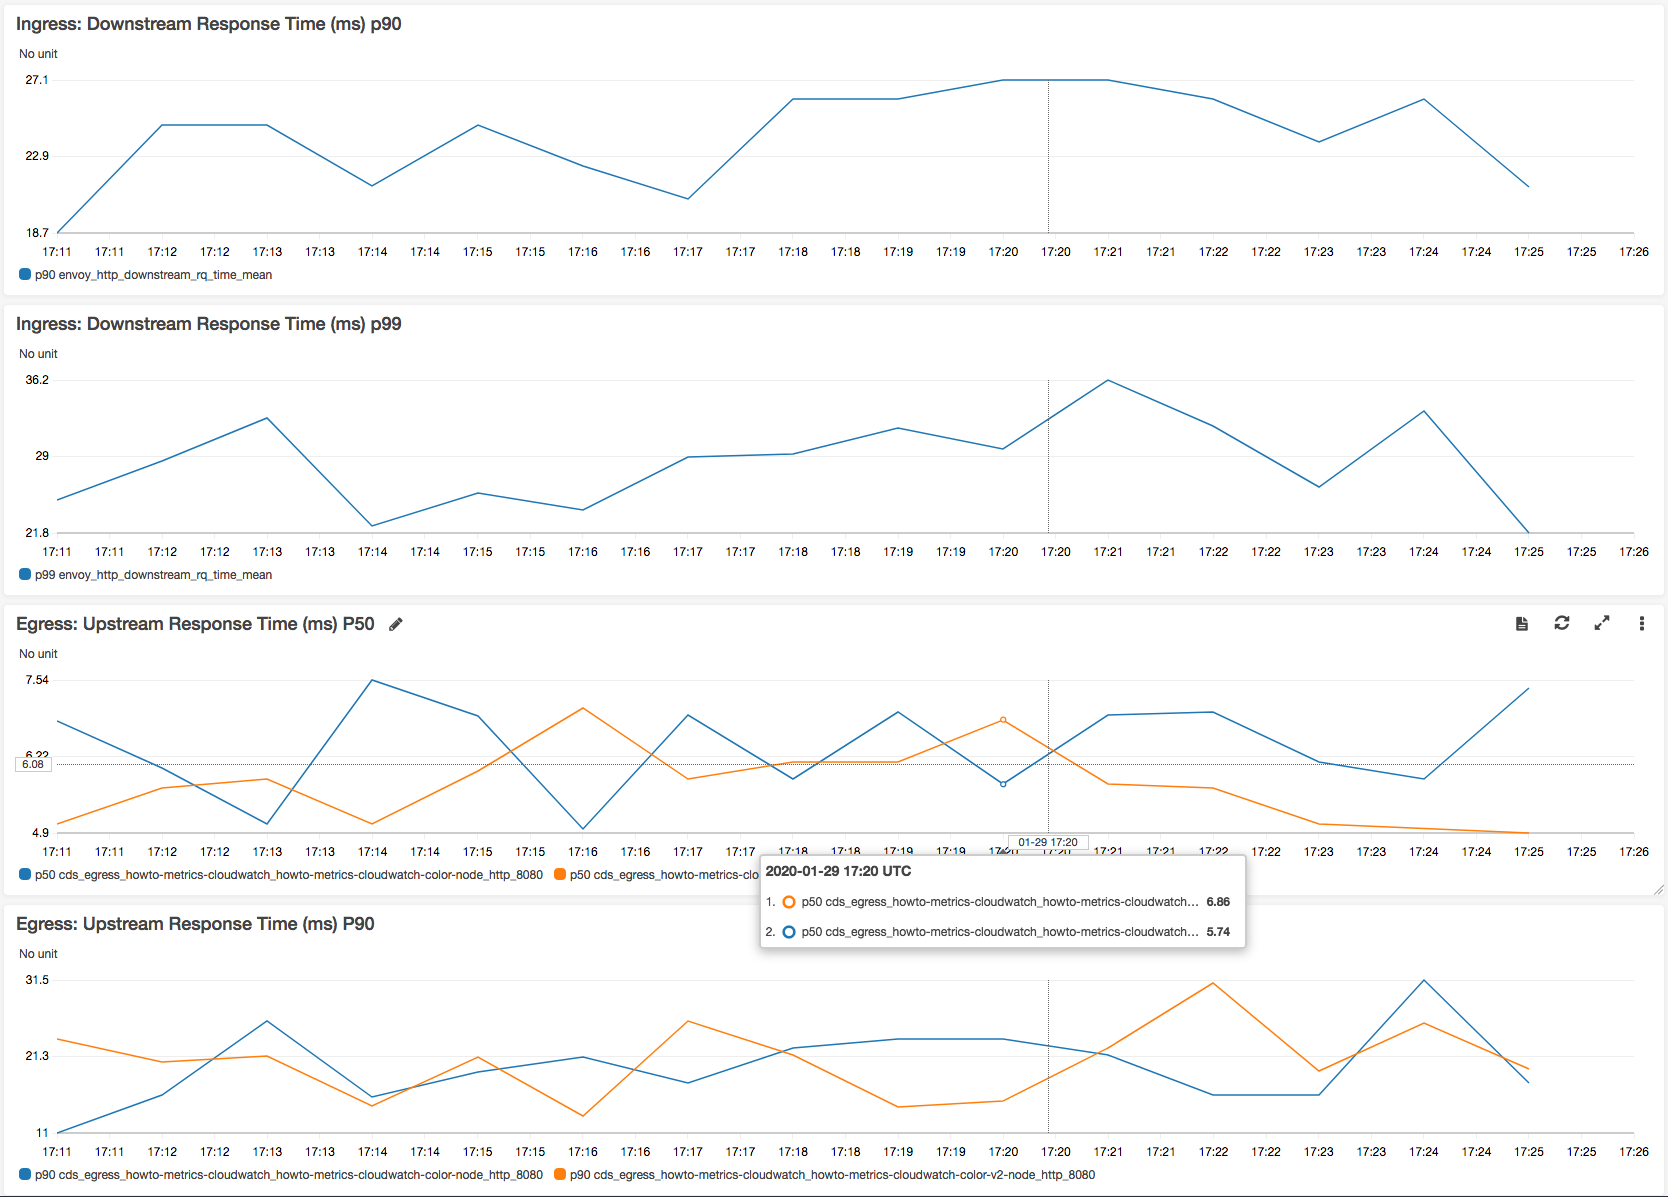 Ingress: Downstream Response Time (ms) p90
No unit
27.1
22.9
18.7
17:11 17:11 17:12 17:12 17:13 17:13 17:14 17:14 17:15 17:15 17:16 17:16 17:17 17:17 17:18 17:18 17:19 17:19 17:20 17:20 17:21 17:21 17:22 17:22 17:23 17:23 17:24 17:24 17:25 17:25 17:26
p90 envoy_http_downstream_rq_time_mean
Ingress: Downstream Response Time (ms) p99
No unit
36.2
29
21.8
17:11 17:11 17:12 17:12 17:13 17:13 17:14 17:14 17:15 17:15 17:16 17:16 17:17 17:17 17:18 17:18 17:19 17:19 17:20 17:20 17:21 17:21 17:22 17:22 17:23 17:23 17:24 17:24 17:25 17:25 17:26
p99 envoy_http_downstream_rq_time_mean
Egress: Upstream Response Time (ms) P50
No unit
7.54
6.22
6.08
4.9
01-29 17:20
17:11 17:11 17:12 17:12 17:13 17:13 17:14 17:14 17:15 17:15 17:16 17:16 17:17 17:17 17:18 17:18 17:19 17:19 17:20 17:20 17:21 17:21 17:22 17:22 17:23 17:23 17:24 17:24 17:25 17:25 17:26
p50 cds_egress_howto-metrics-cloudwatch_howto-metrics-cloudwatch-color-node_http_8080 p50 cds_egress_howto-metrics-clo
2020-01-29 17:20 UTC
1. p50 cds_egress_howto-metrics-cloudwatch_howto-metrics-cloudwatch... 6.86
2. p50 cds_egress_howto-metrics-cloudwatch_howto-metrics-cloudwatch... 5.74
Egress: Upstream Response Time (ms) P90
No unit
31.5
21.3
11
17:11 17:11 17:12 17:12 17:13 17:13 17:14 17:14 17:15 17:15 17:16 17:16 17:17 17:17 17:18 17:18 17:19 17:19 17:20 17:20 17:21 17:21 17:22 17:22 17:23 17:23 17:24 17:24 17:25 17:25 17:26
p90 cds_egress_howto-metrics-cloudwatch_howto-metrics-cloudwatch-color-node_http_8080 p90 cds_egress_howto-metrics-cloudwatch_howto-metrics-cloudwatch-color-v2-node_http_8080